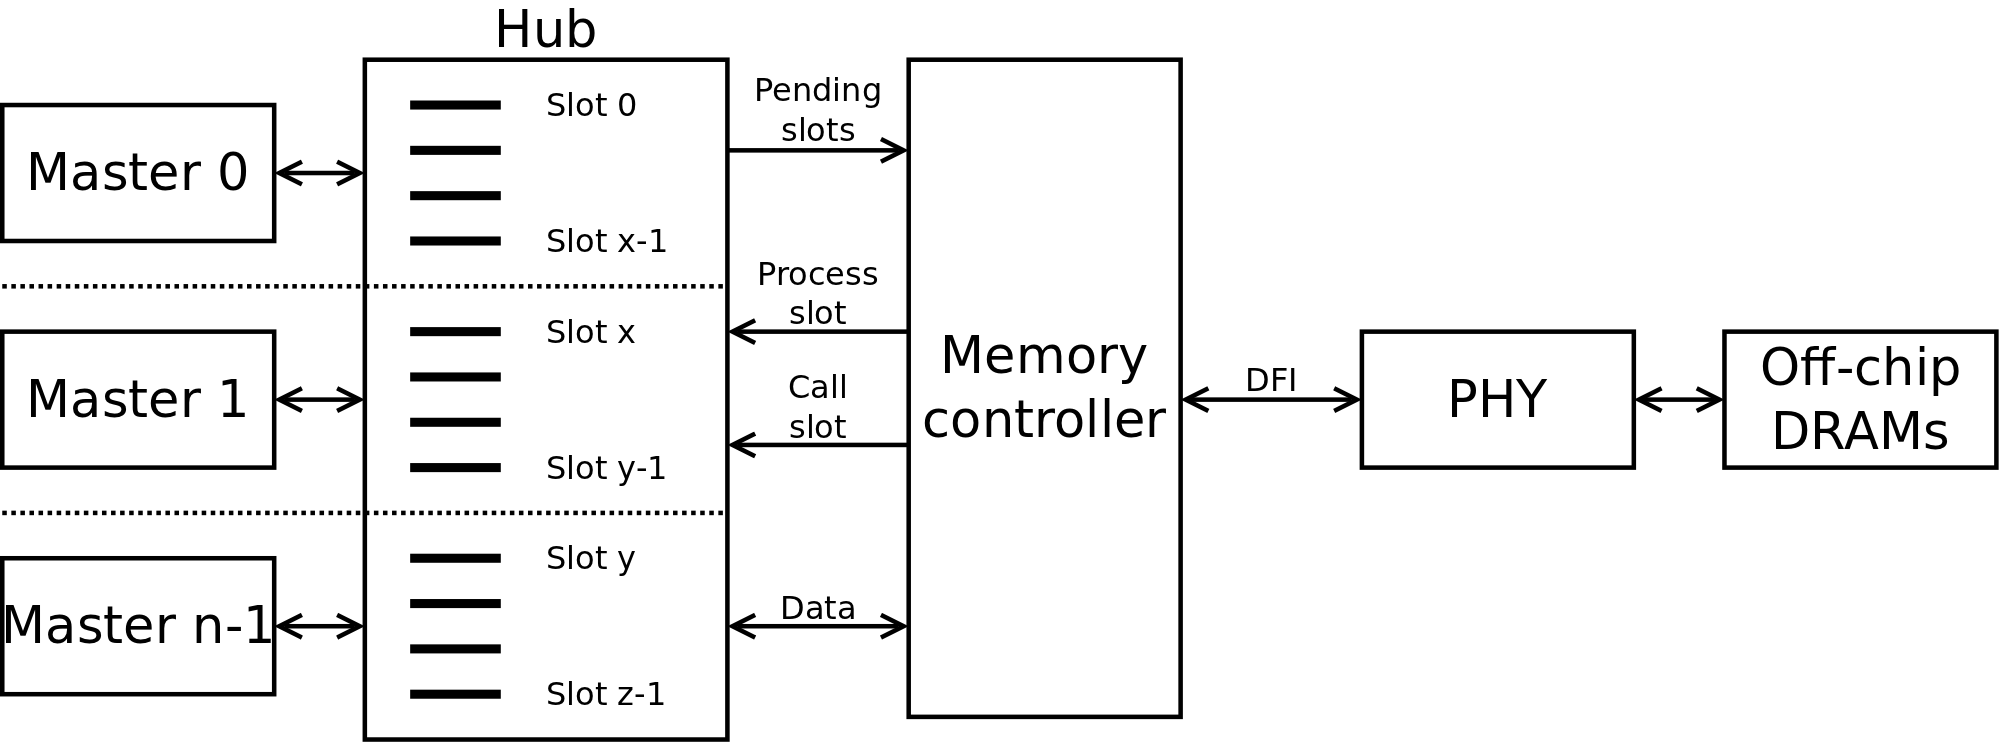 Hub
Master 0
Slot 0
Slot x-1
Master 1
Slot x
Slot y-1
Master n-1
Slot y
Slot z-1
Pending
slots
Process
slot
Call
slot
Data
Memory
controller
DFI
PHY
Off-chip
DRAMs